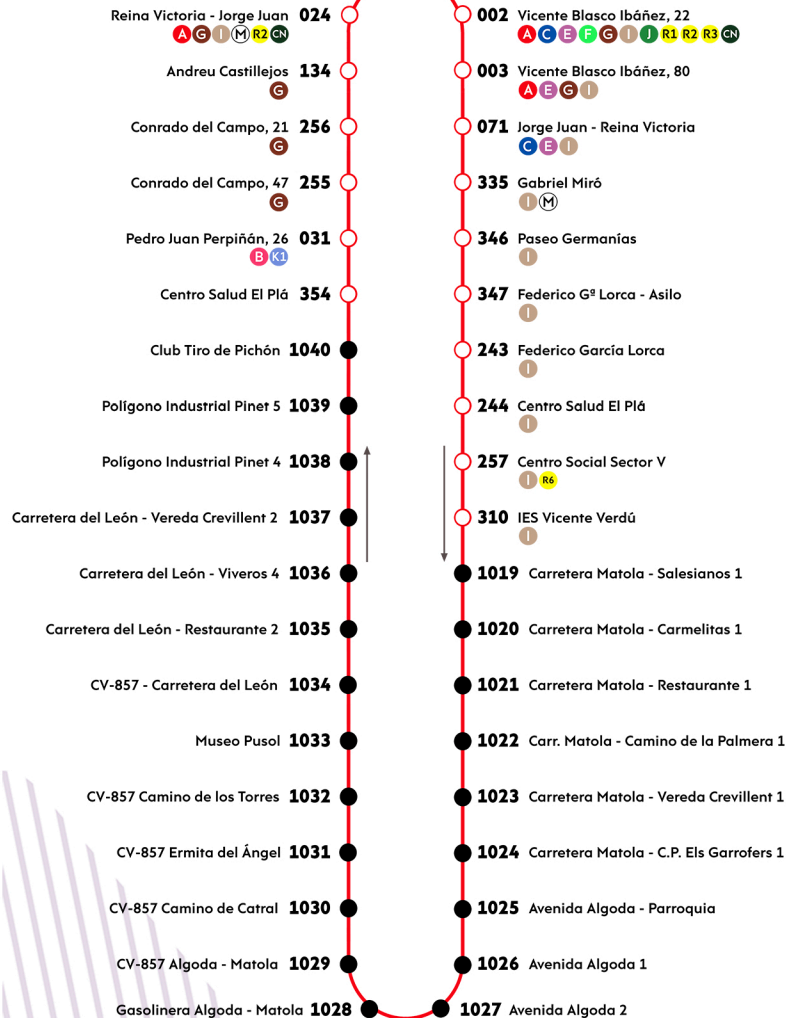 Reina Victoria - Jorge Juan 024
A G I M R2 CN
Andreu Castillejos 134
G
Conrado del Campo, 21 256
G
Conrado del Campo, 47 255
G
Pedro Juan Perpiñán, 26 031
B K1
Centro Salud El Plá 354
Club Tiro de Pichón 1040
Polígono Industrial Pinet 5 1039
Polígono Industrial Pinet 4 1038
Carretera del León - Vereda Crevillent 2 1037
Carretera del León - Viveros 4 1036
Carretera del León - Restaurante 2 1035
CV-857 - Carretera del León 1034
Museo Pusol 1033
CV-857 Camino de los Torres 1032
CV-857 Ermita del Ángel 1031
CV-857 Camino de Catral 1030
CV-857 Algoda - Matola 1029
Gasolinera Algoda - Matola 1028
002 Vicente Blasco Ibáñez, 22
A C E F G I J R1 R2 R3 CN
003 Vicente Blasco Ibáñez, 80
A E G I
071 Jorge Juan - Reina Victoria
C E I
335 Gabriel Miró
I M
346 Paseo Germanías
I
347 Federico Gª Lorca - Asilo
I
243 Federico García Lorca
I
244 Centro Salud El Plá
I
257 Centro Social Sector V
I R6
310 IES Vicente Verdú
I
1019 Carretera Matola - Salesianos 1
1020 Carretera Matola - Carmelitas 1
1021 Carretera Matola - Restaurante 1
1022 Carr. Matola - Camino de la Palmera 1
1023 Carretera Matola - Vereda Crevillent 1
1024 Carretera Matola - C.P. Els Garrofers 1
1025 Avenida Algoda - Parroquia
1026 Avenida Algoda 1
1027 Avenida Algoda 2